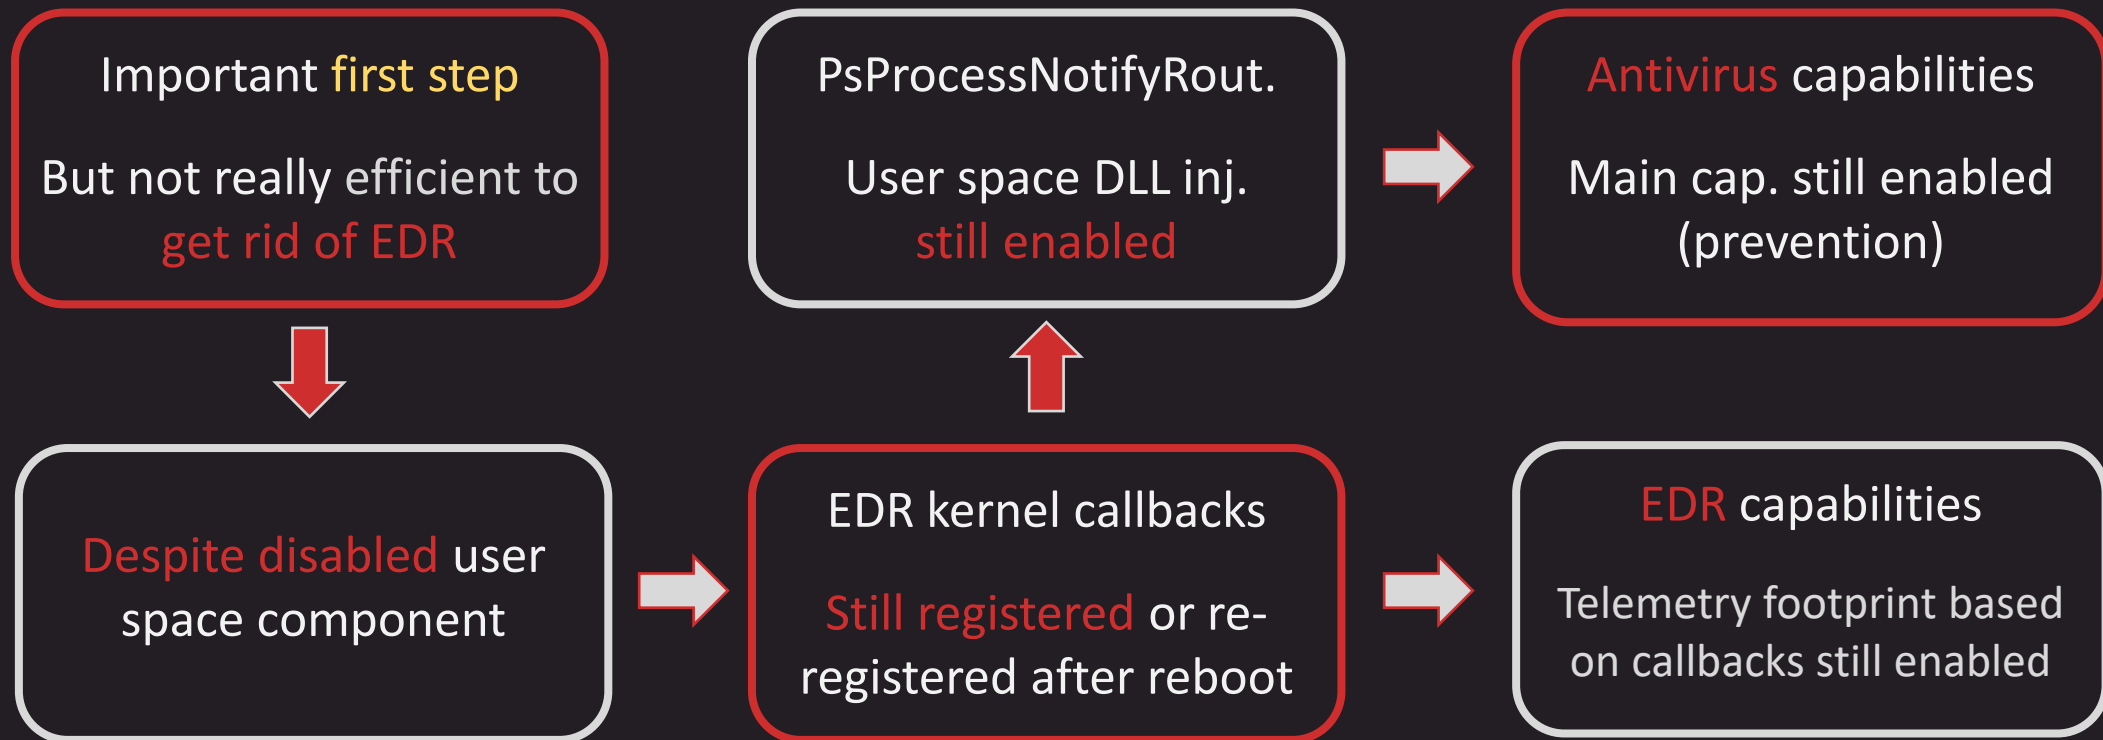 Important first step
But not really efficient to
get rid of EDR
Despite disabled user
space component
EDR kernel callbacks
Still registered or re-
registered after reboot
PsProcessNotifyRout.
User space DLL inj.
still enabled
Antivirus capabilities
Main cap. still enabled
(prevention)
EDR capabilities
Telemetry footprint based
on callbacks still enabled